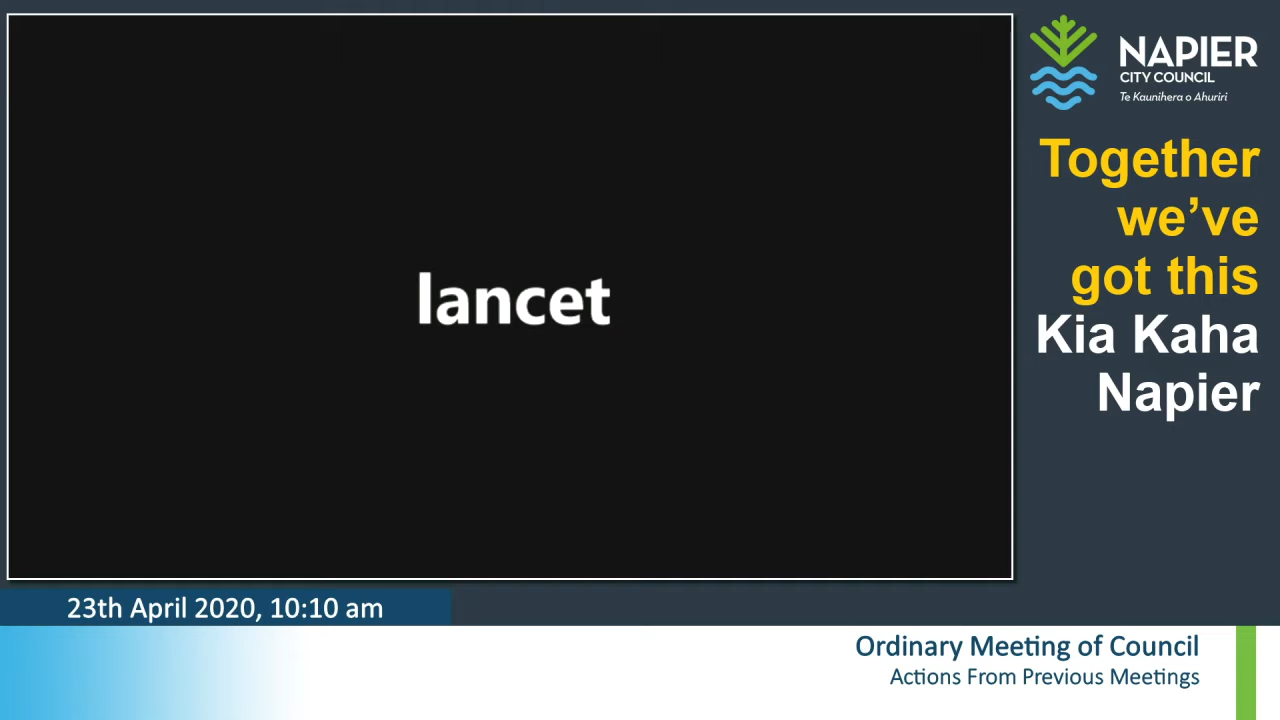 lancet
NAPIER
CITY COUNCIL
Te Kaunihera o Ahuriri
Together
we’ve
got this
Kia Kaha
Napier
23th April 2020, 10:10 am
Ordinary Meeting of Council
Actions From Previous Meetings